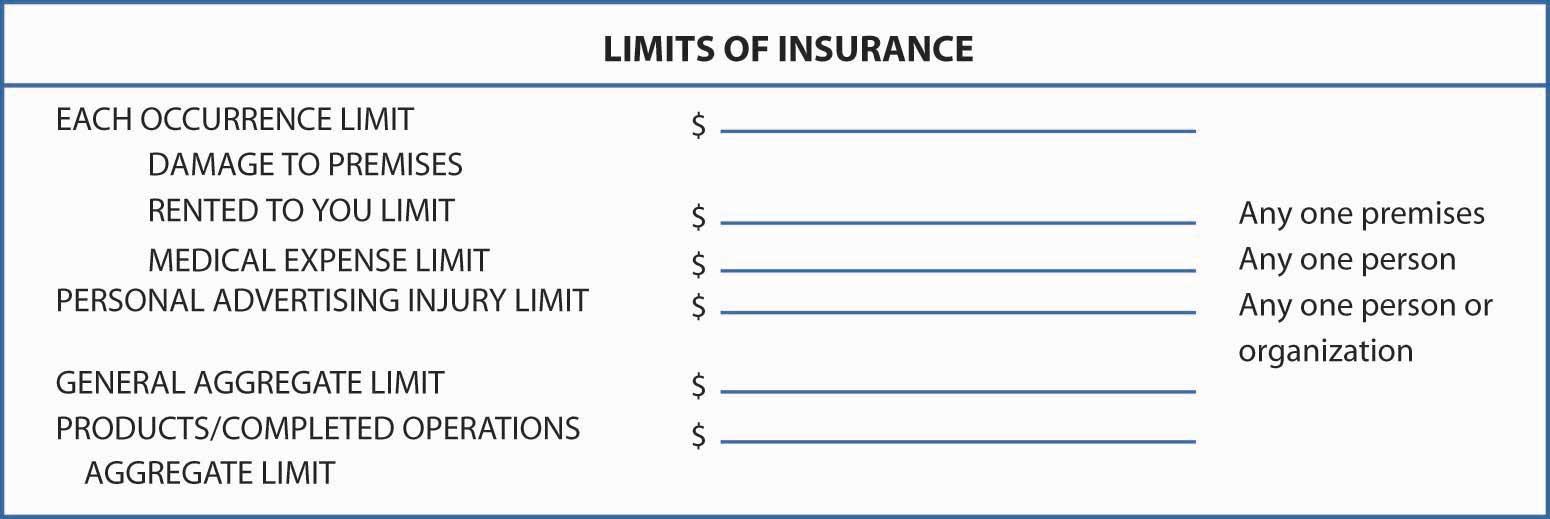 LIMITS OF INSURANCE
EACH OCCURRENCE LIMIT $
DAMAGE TO PREMISES
RENTED TO YOU LIMIT $ Any one premises
MEDICAL EXPENSE LIMIT $ Any one person
PERSONAL ADVERTISING INJURY LIMIT $ Any one person or
organization
GENERAL AGGREGATE LIMIT $
PRODUCTS/COMPLETED OPERATIONS $
AGGREGATE LIMIT